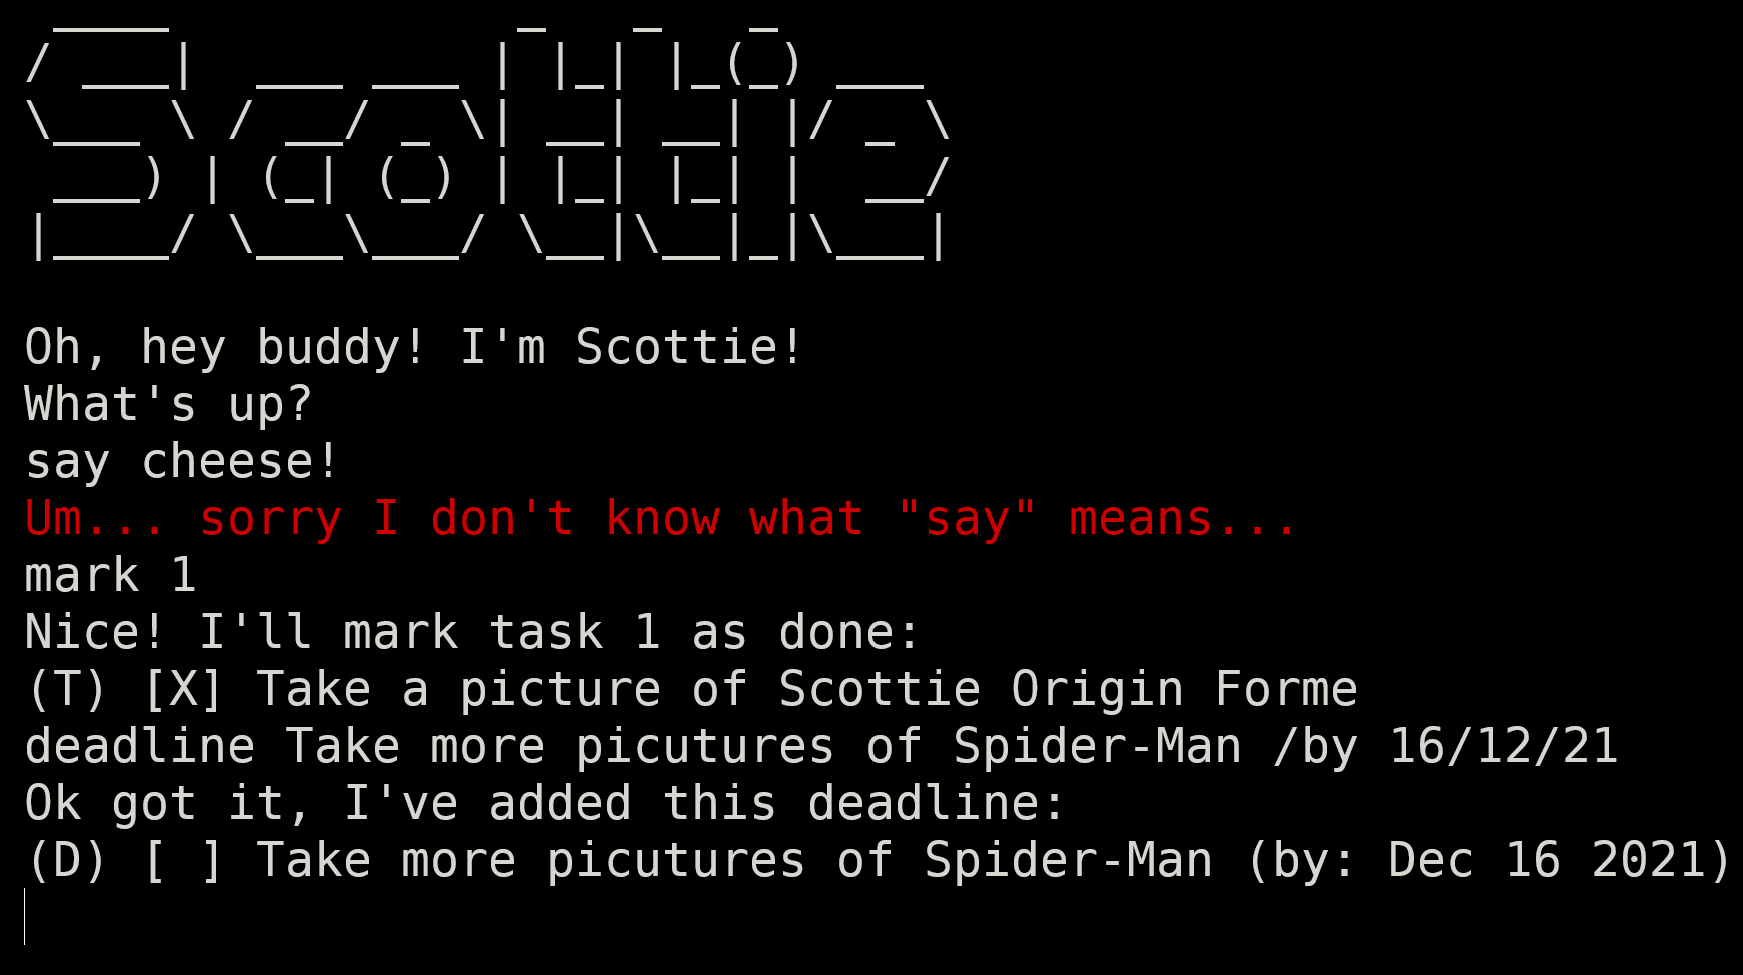 Scottie
Oh, hey buddy! I'm Scottie!
What's up?
say cheese!
Um... sorry I don't know what "say" means...
mark 1
Nice! I'll mark task 1 as done:
(T) [X] Take a picture of Scottie Origin Forme
deadline Take more picutures of Spider-Man /by 16/12/21
Ok got it, I've added this deadline:
(D) [ ] Take more picutures of Spider-Man (by: Dec 16 2021)